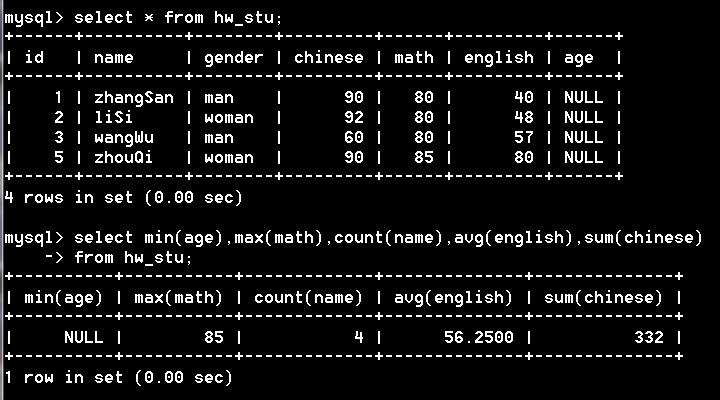 mysql> select * from hw_stu;
+------+----------+--------+---------+------+---------+------+
| id   | name     | gender | chinese | math | english | age  |
+------+----------+--------+---------+------+---------+------+
|    1 | zhangSan | man    |      90 |   80 |      40 | NULL |
|    2 | liSi     | woman  |      92 |   80 |      48 | NULL |
|    3 | wangWu   | man    |      60 |   80 |      57 | NULL |
|    5 | zhouQi   | woman  |      90 |   85 |      80 | NULL |
+------+----------+--------+---------+------+---------+------+
4 rows in set (0.00 sec)
mysql> select min(age),max(math),count(name),avg(english),sum(chinese)
    -> from hw_stu;
+----------+-----------+-------------+--------------+--------------+
| min(age) | max(math) | count(name) | avg(english) | sum(chinese) |
+----------+-----------+-------------+--------------+--------------+
|     NULL |        85 |           4 |      56.2500 |          332 |
+----------+-----------+-------------+--------------+--------------+
1 row in set (0.00 sec)